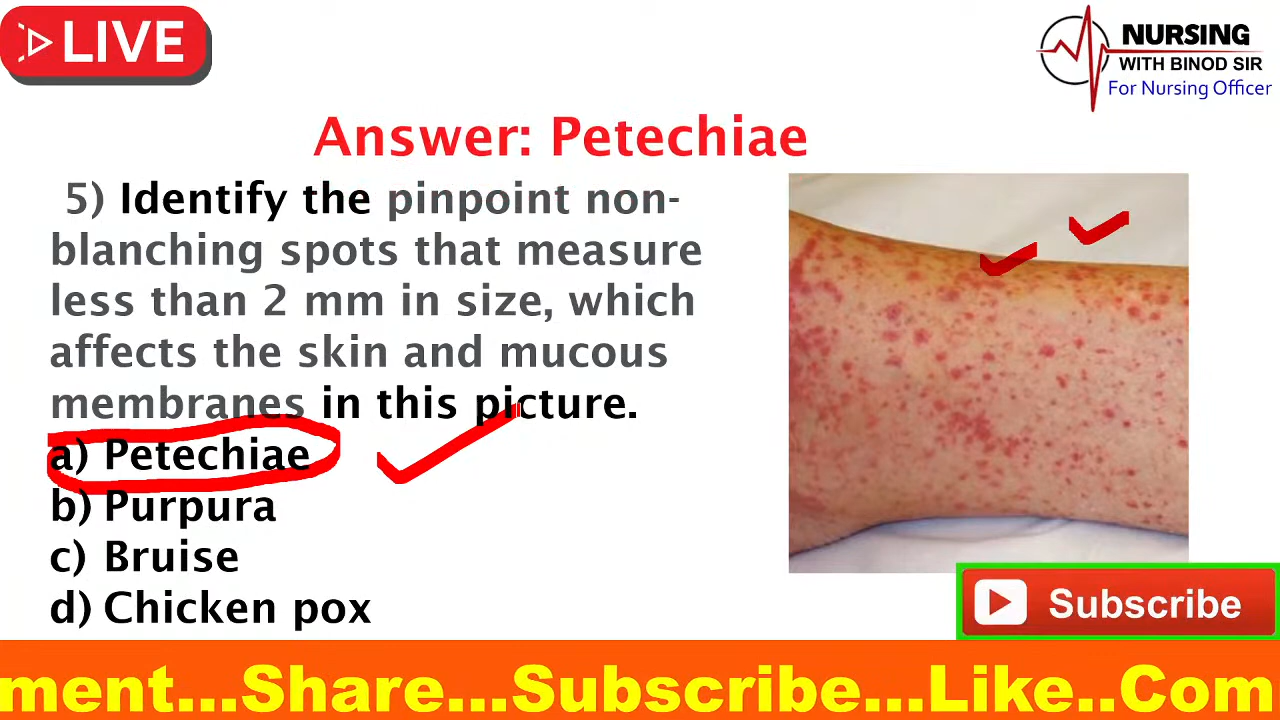 LIVE
NURSING
WITH BINOD SIR
For Nursing Officer
Answer: Petechiae
5) Identify the pinpoint non-
blanching spots that measure
less than 2 mm in size, which
affects the skin and mucous
membranes in this picture.
a) Petechiae
b) Purpura
c) Bruise
d) Chicken pox
Subscribe
ment...Share...Subscribe...Like..Com